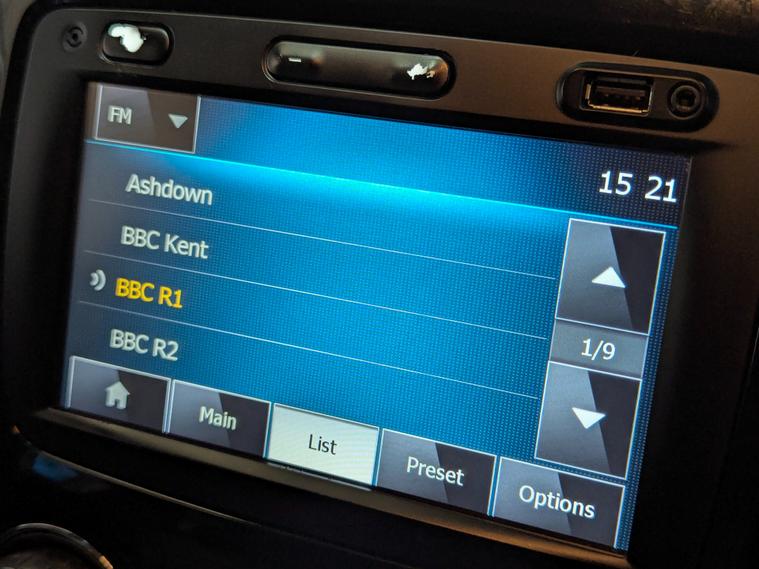 FM
15 21
Ashdown
BBC Kent
BBC R1
BBC R2
1/9
Main
List
Preset
Options